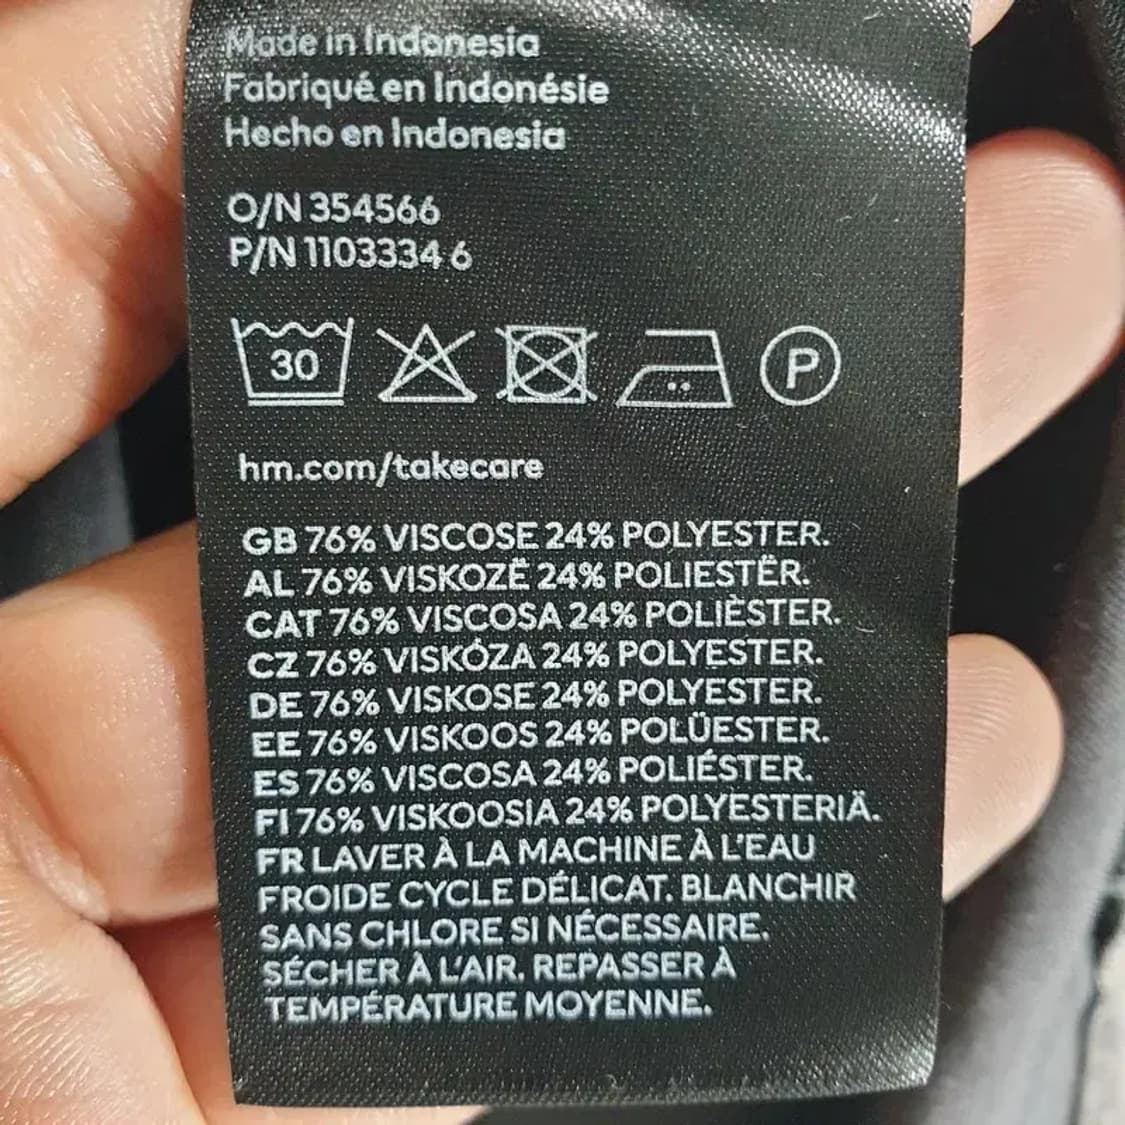 Made in Indonesia
Fabriqué en Indonésie
Hecho en Indonesia
O/N 354566
P/N 1103334 6
30 P
hm.com/takecare
GB 76% VISCOSE 24% POLYESTER.
AL 76% VISKOZË 24% POLIESTËR.
CAT 76% VISCOSA 24% POLIÈSTER.
CZ 76% VISKÓZA 24% POLYESTER.
DE 76% VISKOSE 24% POLYESTER.
EE 76% VISKOOS 24% POLÜESTER.
ES 76% VISCOSA 24% POLIÉSTER.
FI 76% VISKOOSIA 24% POLYESTERIÄ.
FR LAVER À LA MACHINE À L'EAU
FROIDE CYCLE DÉLICAT. BLANCHIR
SANS CHLORE SI NÉCESSAIRE.
SÉCHER À L'AIR. REPASSER À
TEMPÉRATURE MOYENNE.